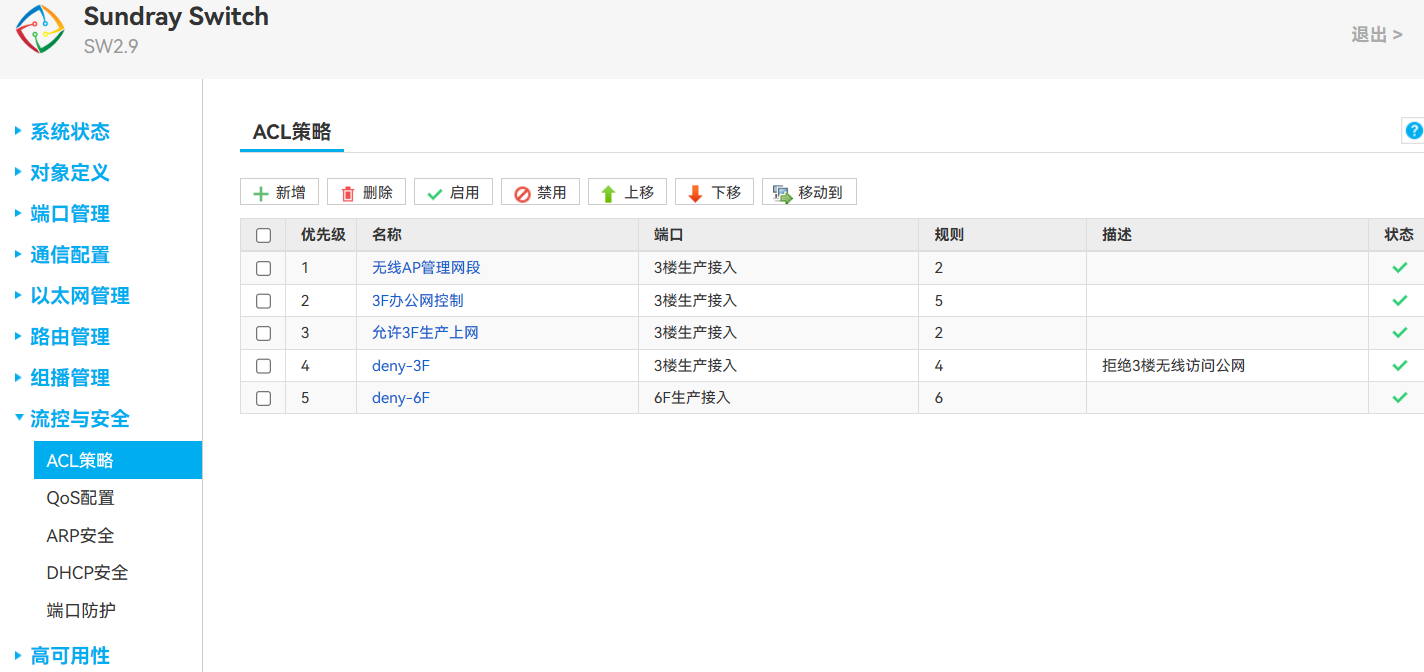 Sundray Switch
SW2.9
退出 >
系统状态
对象定义
端口管理
通信配置
以太网管理
路由管理
组播管理
流控与安全
ACL策略
QoS配置
ARP安全
DHCP安全
端口防护
高可用性
ACL策略
?
新增 删除 启用 禁用 上移 下移 移动到
优先级 名称 端口 规则 描述 状态
1 无线AP管理网段 3楼生产接入 2
2 3F办公网控制 3楼生产接入 5
3 允许3F生产上网 3楼生产接入 2
4 deny-3F 3楼生产接入 4 拒绝3楼无线访问公网
5 deny-6F 6F生产接入 6